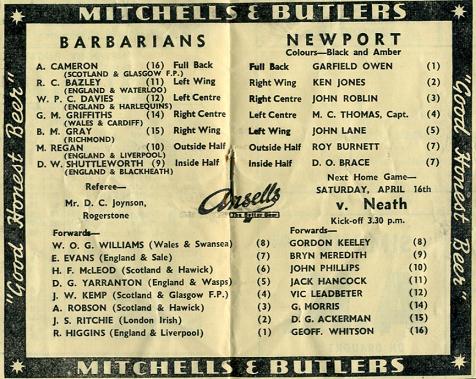 MITCHELLS & BUTLERS
"Good Honest Beer"
BARBARIANS
A. CAMERON (16) Full Back
(SCOTLAND & GLASGOW F.P.)
R. C. BAZLEY (11) Left Wing
(ENGLAND & WATERLOO)
W. P. C. DAVIES (12) Left Centre
(ENGLAND & HARLEQUINS)
G. M. GRIFFITHS (14) Right Centre
(WALES & CARDIFF)
B. M. GRAY (15) Right Wing
(RICHMOND)
M. REGAN (10) Outside Half
(ENGLAND & LIVERPOOL)
D. W. SHUTTLEWORTH (9) Inside Half
(ENGLAND & BLACKHEATH)
Referee—
Mr. D. C. Joynson,
Rogerstone
Forwards—
W. O. G. WILLIAMS (Wales & Swansea) (8)
E. EVANS (England & Sale) (7)
H. F. McLEOD (Scotland & Hawick) (6)
D. G. YARRANTON (England & Wasps) (5)
J. W. KEMP (Scotland & Glasgow F.P.) (4)
A. ROBSON (Scotland & Hawick) (3)
J. S. RITCHIE (London Irish) (2)
R. HIGGINS (England & Liverpool) (1)
Ansells
The Better Beer
NEWPORT
Colours—Black and Amber
Full Back GARFIELD OWEN (1)
Right Wing KEN JONES (2)
Right Centre JOHN ROBLIN (3)
Left Centre M. C. THOMAS, Capt. (4)
Left Wing JOHN LANE (5)
Outside Half ROY BURNETT (7)
Inside Half D. O. BRACE (7)
Next Home Game—
SATURDAY, APRIL 16th
v. Neath
Kick-off 3.30 p.m.
Forwards—
GORDON KEELEY (8)
BRYN MEREDITH (9)
JOHN PHILLIPS (10)
JACK HANCOCK (11)
VIC LEADBETER (12)
G. MORRIS (14)
D. G. ACKERMAN (15)
GEOFF. WHITSON (16)
"Good Honest Beer"
MITCHELLS & BUTLERS